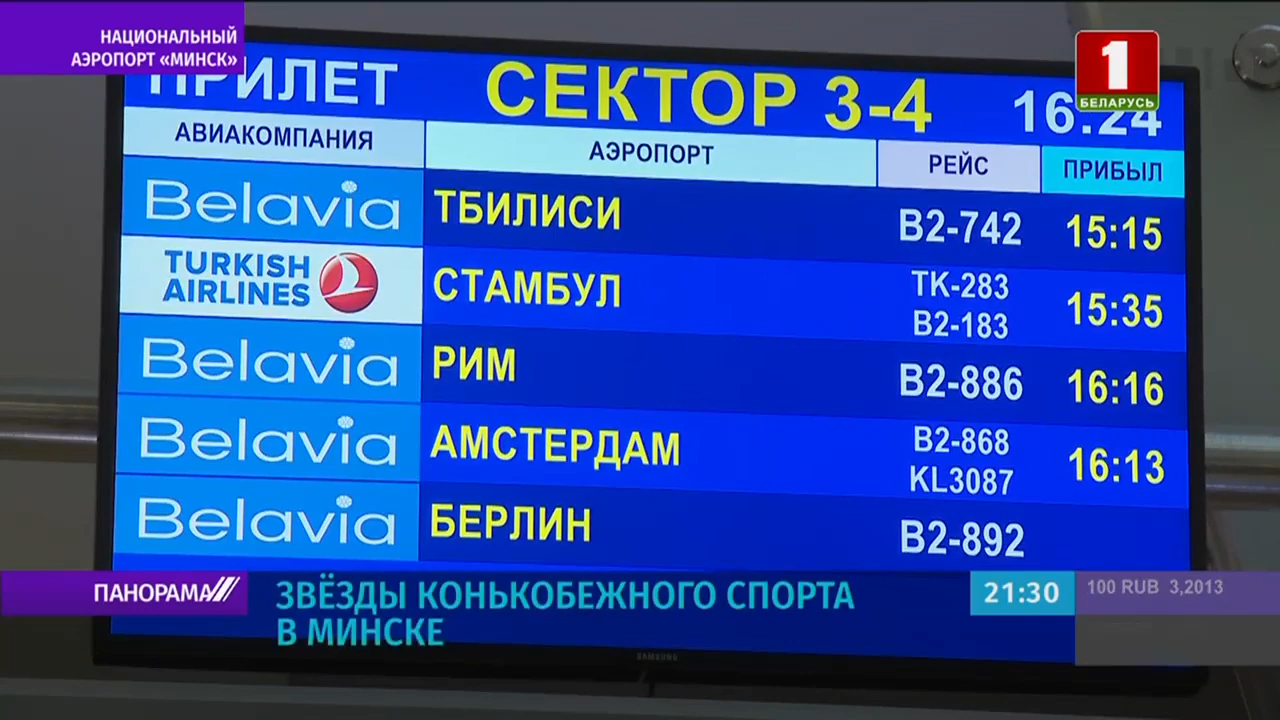 НАЦИОНАЛЬНЫЙ
АЭРОПОРТ «МИНСК»
1
БЕЛАРУСЬ
ПРИЛЕТ СЕКТОР 3-4 16:24
АВИАКОМПАНИЯ АЭРОПОРТ РЕЙС ПРИБЫЛ
Belavia ТБИЛИСИ B2-742 15:15
TURKISH AIRLINES СТАМБУЛ TK-283 B2-183 15:35
Belavia РИМ B2-886 16:16
Belavia АМСТЕРДАМ B2-868 KL3087 16:13
Belavia БЕРЛИН B2-892
ПАНОРАМА ЗВЁЗДЫ КОНЬКОБЕЖНОГО СПОРТА 21:30 100 RUB 3,2013
В МИНСКЕ
SAMSUNG